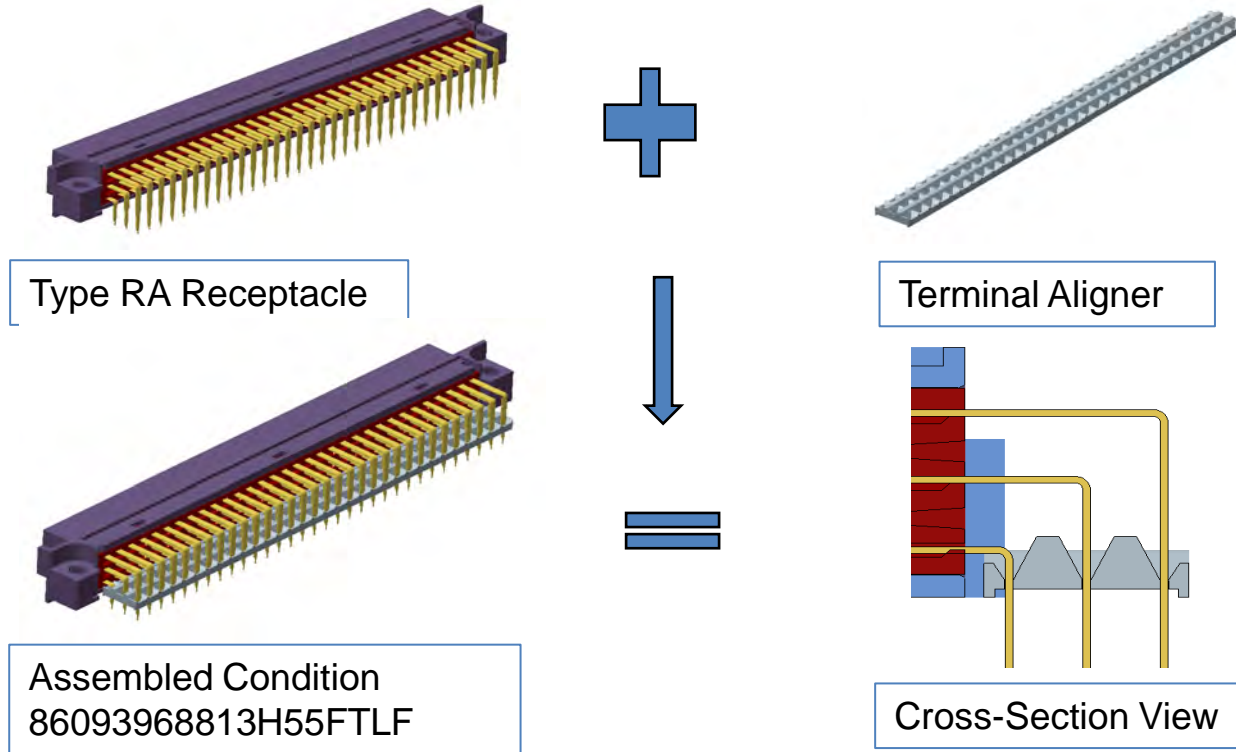 Type RA Receptacle
Terminal Aligner
Assembled Condition
86093968813H55FTLF
Cross-Section View